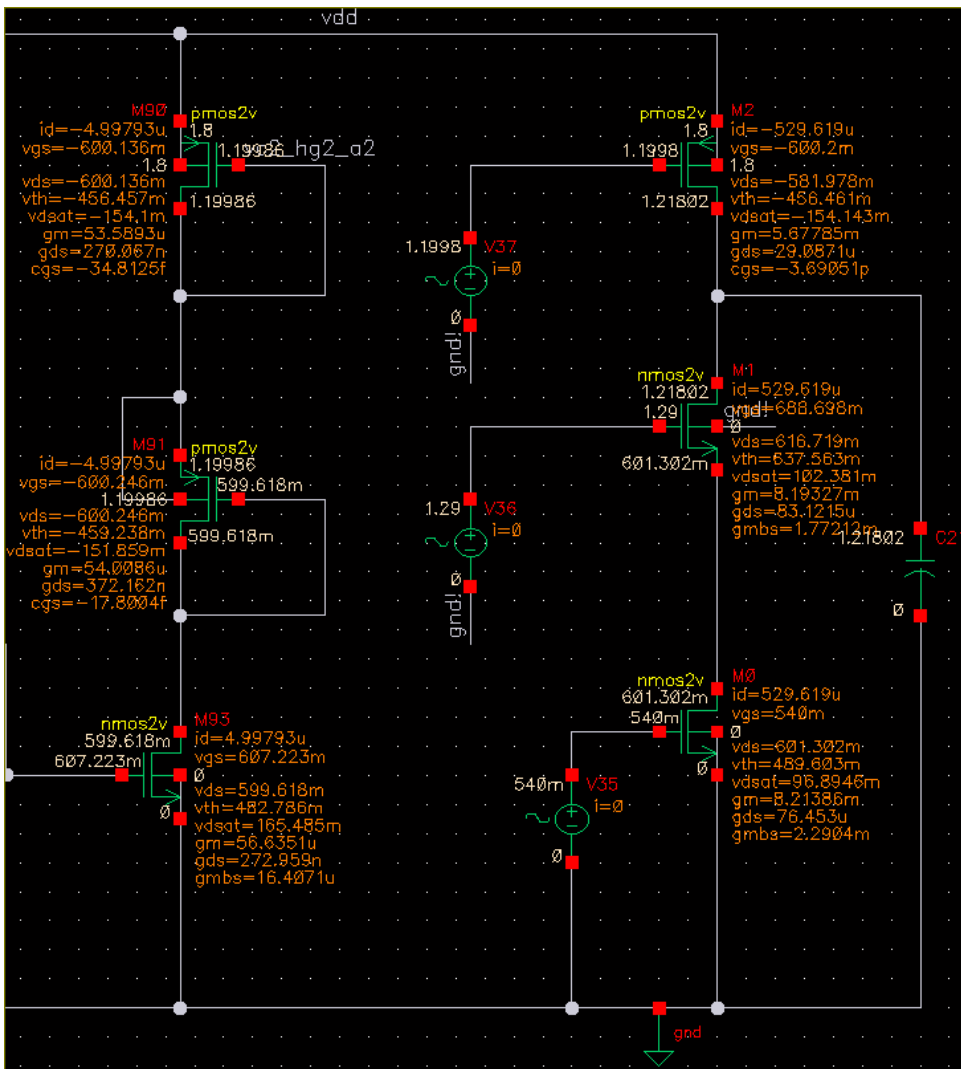 vdd
M90
pmos2v
id=-4.99793u
1.8
vgs=-600.136m
1.19986
_hg2_a2
1.8
vds=-600.136m
vth=-456.457m
1.19986
vdsat=-154.1m
gm=53.5893u
gds=270.067n
cgs=-34.8125f
pmos2v
M2
1.8
id=-529.619u
1.1998
vgs=-600.2m
1.8
vds=-581.978m
vth=-456.461m
1.21802
vdsat=-154.143m
gm=5.67785m
gds=29.0871u
cgs=-3.69051p
1.1998
V37
i=0
0
gnd!
nmos2v
M1
1.21802
id=529.619u
1.29
vgs=688.698m
0
vds=616.719m
601.302m
vth=637.563m
vdsat=102.381m
gm=8.19327m
gds=83.1215u
gmbs=1.77212m
M91
pmos2v
id=-4.99793u
1.19986
vgs=-600.246m
599.618m
1.19986
vds=-600.246m
599.618m
vth=-459.238m
vdsat=-151.859m
gm=54.0086u
gds=372.162n
cgs=-17.8004f
1.29
V36
i=0
0
gnd!
1.21802
0
nmos2v
M93
599.618m
id=4.99793u
607.223m
vgs=607.223m
0
vds=599.618m
0
vth=482.786m
vdsat=165.485m
gm=56.6351u
gds=272.959n
gmbs=16.4071u
nmos2v
M0
601.302m
id=529.619u
540m
vgs=540m
0
vds=601.302m
0
vth=489.603m
vdsat=96.8946m
gm=8.21386m
gds=76.453u
gmbs=2.2904m
540m
V35
i=0
0
gnd